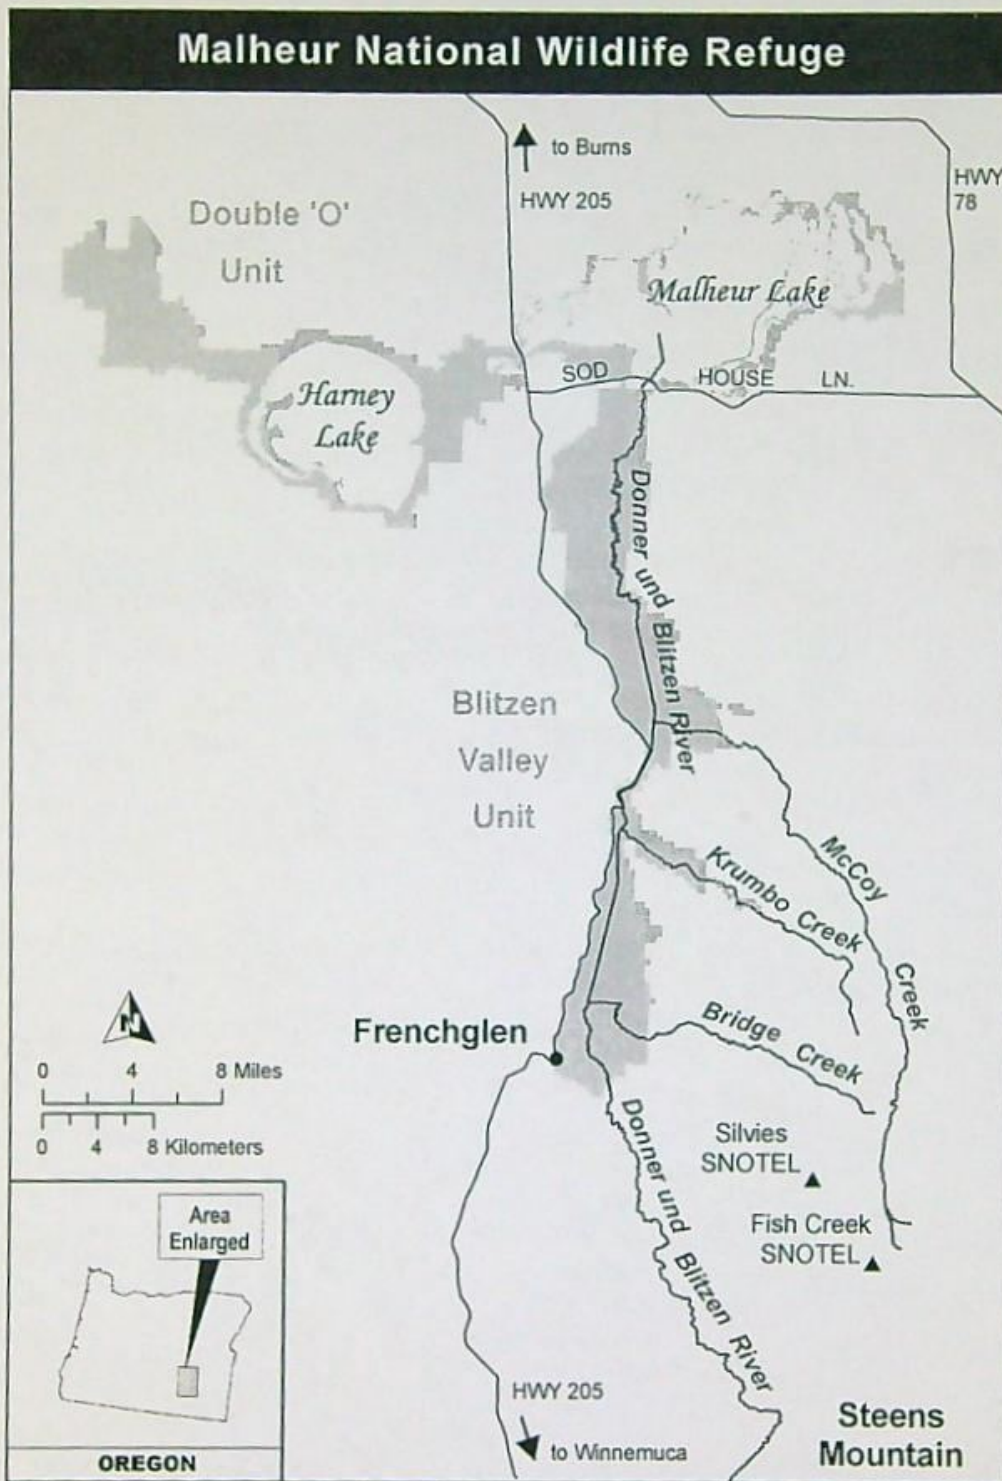 Malheur National Wildlife Refuge
to Burns
HWY 205
HWY
78
Double 'O'
Unit
Malheur Lake
SOD HOUSE LN.
Harney
Lake
Donner und Blitzen River
Blitzen
Valley
Unit
McCoy Creek
Krumbo Creek
Bridge Creek
Frenchglen
N
0 4 8 Miles
0 4 8 Kilometers
Silvies
SNOTEL
Fish Creek
SNOTEL
Donner und Blitzen River
Area
Enlarged
OREGON
HWY 205
to Winnemuca
Steens
Mountain